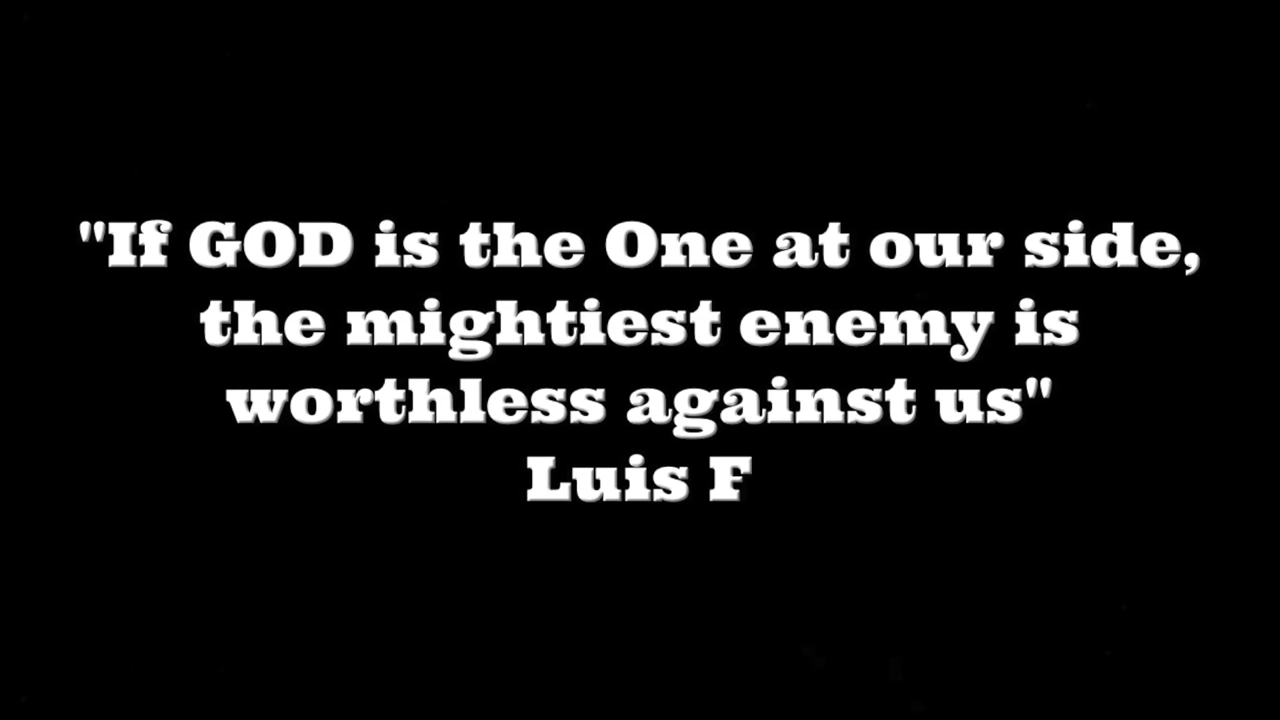 "If GOD is the One at our side,
the mightiest enemy is
worthless against us"
Luis F